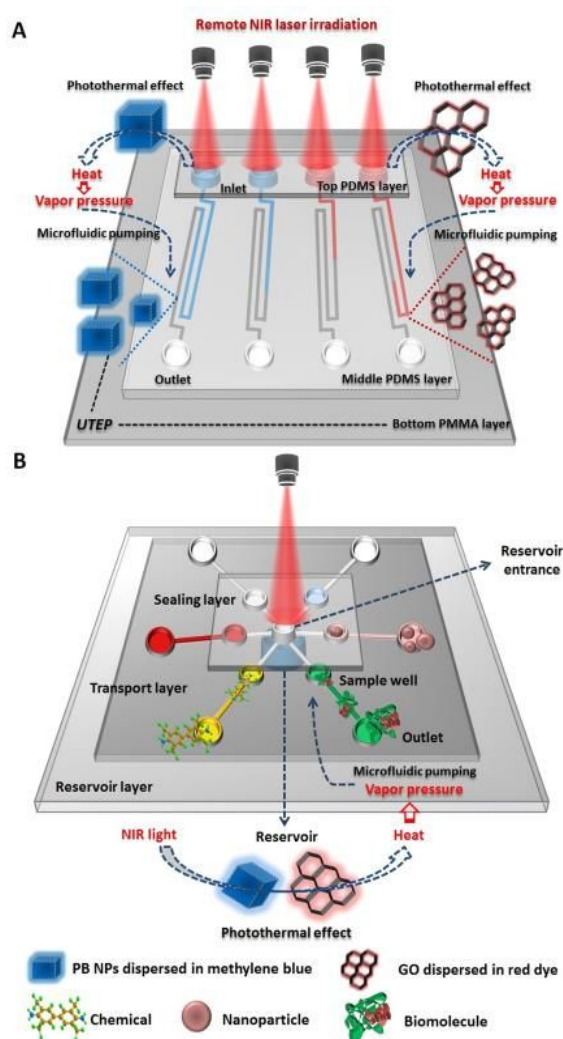 A
Remote NIR laser irradiation
Photothermal effect
Photothermal effect
Heat
Vapor pressure
Heat
Vapor pressure
Inlet
Top PDMS layer
Microfluidic pumping
Microfluidic pumping
Outlet
Middle PDMS layer
UTEP
Bottom PMMA layer
B
Reservoir
entrance
Sealing layer
Transport layer
Sample well
Outlet
Reservoir layer
Microfluidic pumping
Vapor pressure
NIR light
Reservoir
Heat
Photothermal effect
PB NPs dispersed in methylene blue
GO dispersed in red dye
Chemical
Nanoparticle
Biomolecule